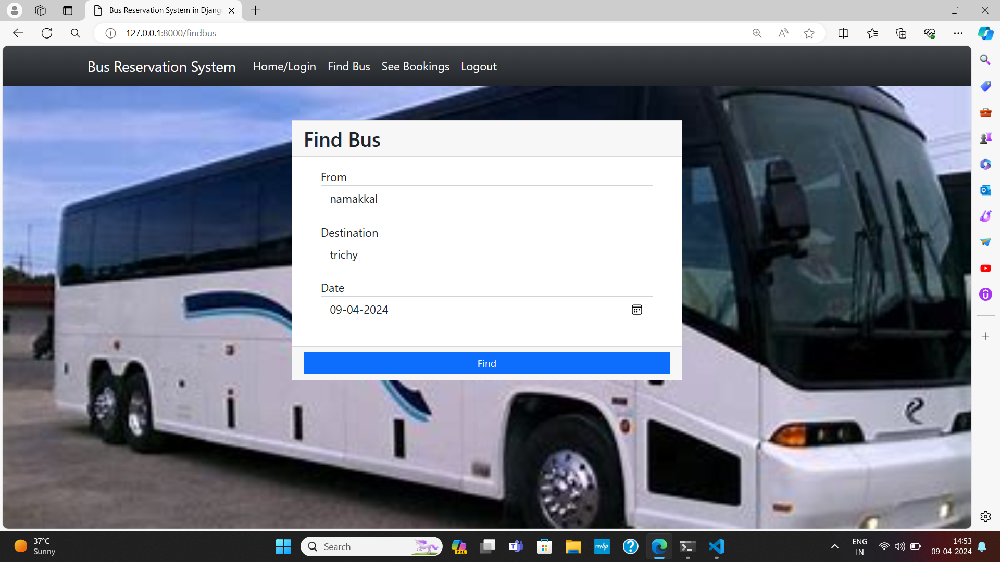 Bus Reservation System in Djang
127.0.0.1:8000/findbus
Bus Reservation System
Home/Login
Find Bus
See Bookings
Logout
Find Bus
From
namakkal
Destination
trichy
Date
09-04-2024
Find
37°C
Sunny
Search
PRE
myhp
ENG
IN
14:53
09-04-2024